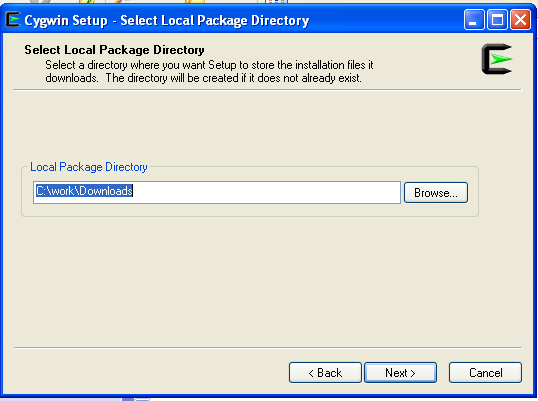 Cygwin Setup - Select Local Package Directory
Select Local Package Directory
Select a directory where you want Setup to store the installation files it
downloads. The directory will be created if it does not already exist.
Local Package Directory
C:\work\Downloads
Browse...
< Back
Next >
Cancel